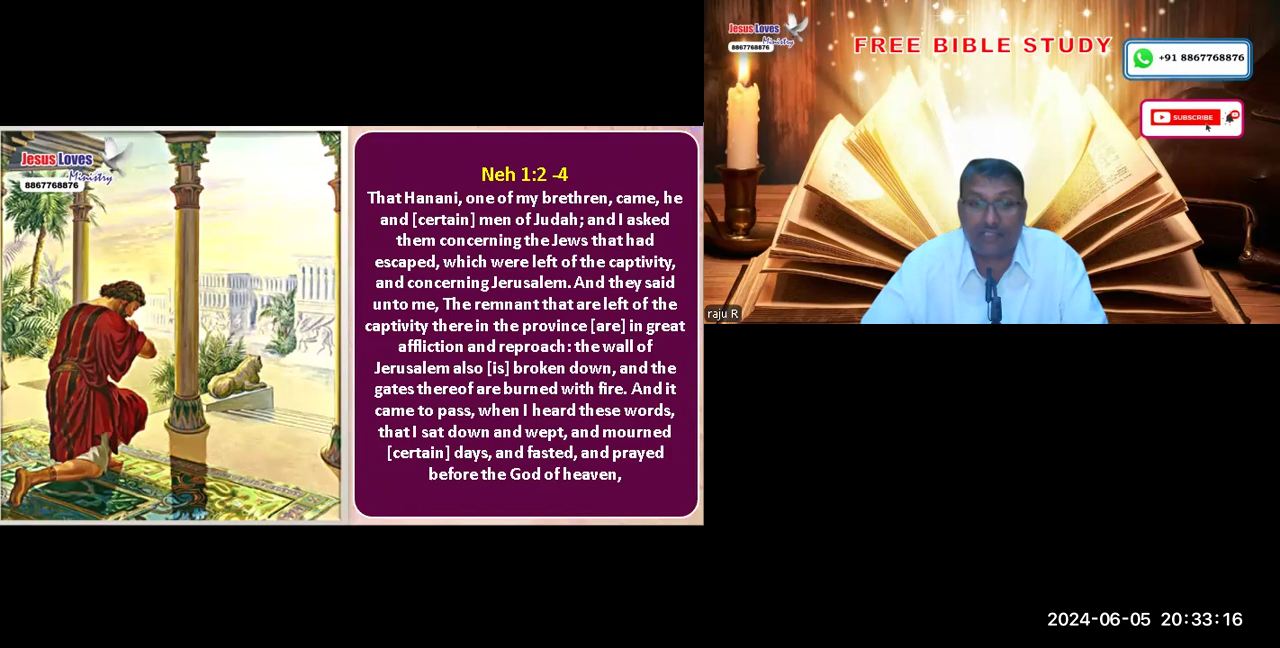 Jesus Loves
Ministry
8867768876
Neh 1:2 -4
That Hanani, one of my brethren, came, he
and [certain] men of Judah; and I asked
them concerning the Jews that had
escaped, which were left of the captivity,
and concerning Jerusalem. And they said
unto me, The remnant that are left of the
captivity there in the province [are] in great
affliction and reproach: the wall of
Jerusalem also [is] broken down, and the
gates thereof are burned with fire. And it
came to pass, when I heard these words,
that I sat down and wept, and mourned
[certain] days, and fasted, and prayed
before the God of heaven,
Jesus Loves
Ministry
8867768876
FREE BIBLE STUDY
+91 8867768876
SUBSCRIBE
raju R
2024-06-05 20:33:16